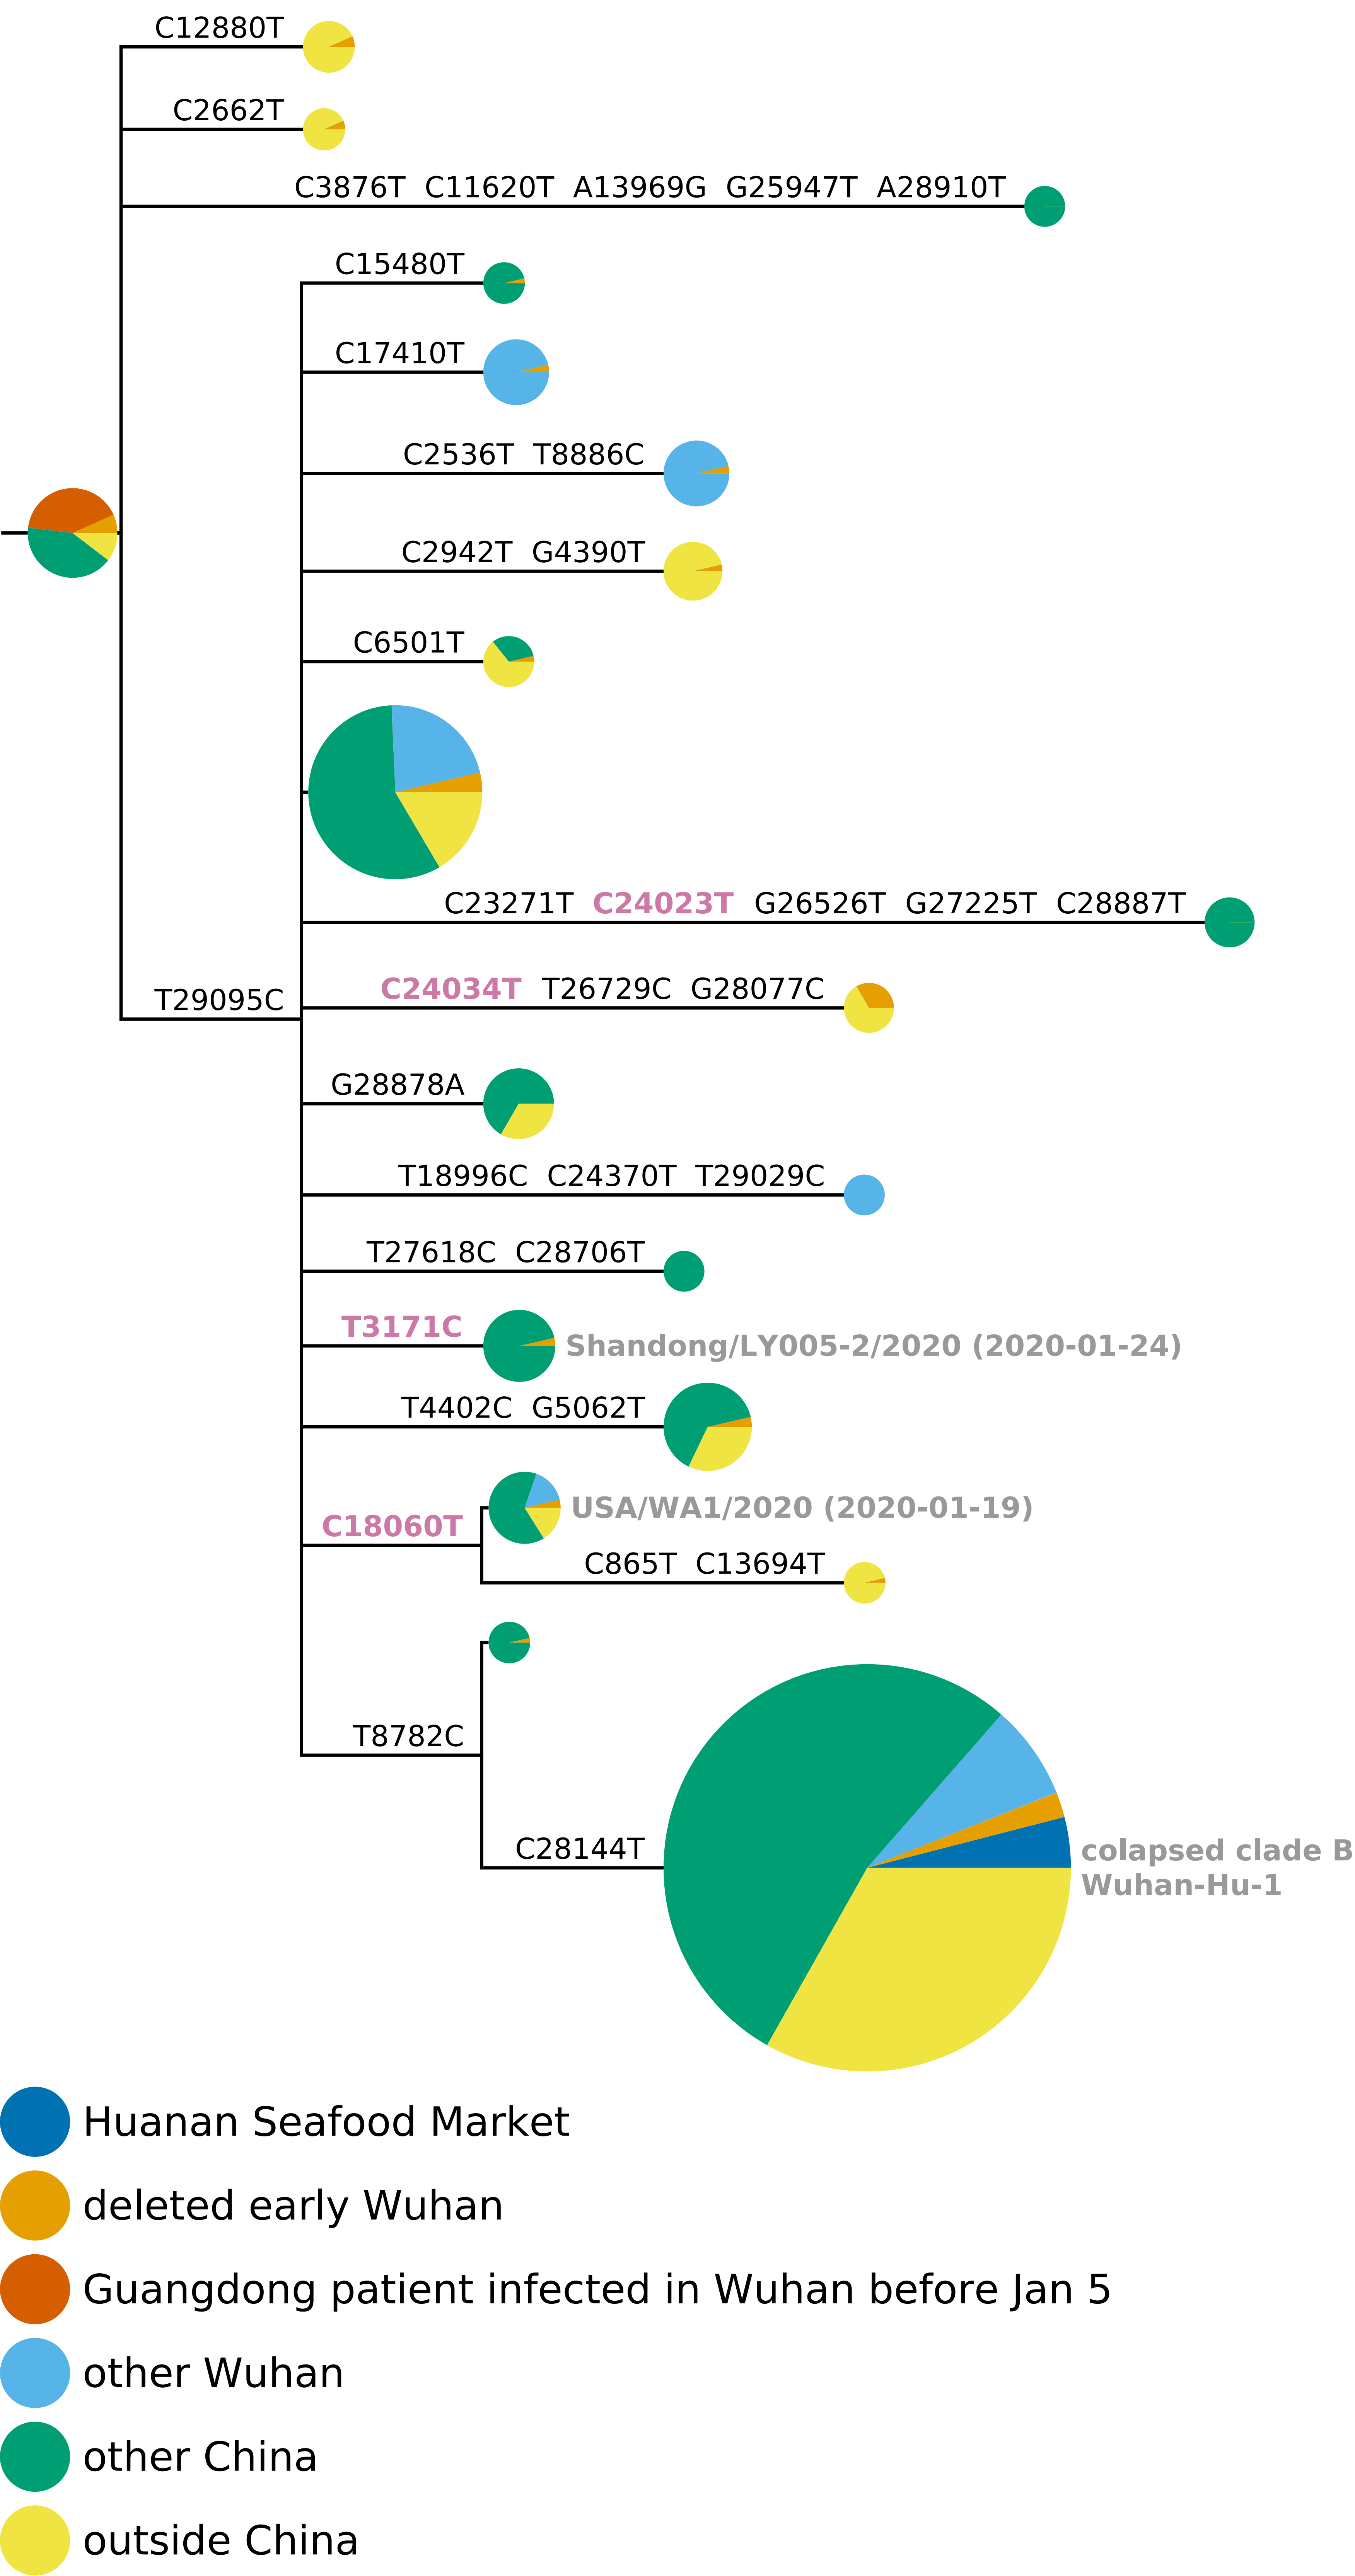 C12880T
C2662T
C3876T C11620T A13969G G25947T A28910T
C15480T
C17410T
C2536T T8886C
C2942T G4390T
C6501T
C23271T C24023T G26526T G27225T C28887T
C24034T T26729C G28077C
T29095C
G28878A
T18996C C24370T T29029C
T27618C C28706T
T3171C
Shandong/LY005-2/2020 (2020-01-24)
T4402C G5062T
USA/WA1/2020 (2020-01-19)
C18060T
C865T C13694T
T8782C
C28144T
colapsed clade B
Wuhan-Hu-1
Huanan Seafood Market
deleted early Wuhan
Guangdong patient infected in Wuhan before Jan 5
other Wuhan
other China
outside China